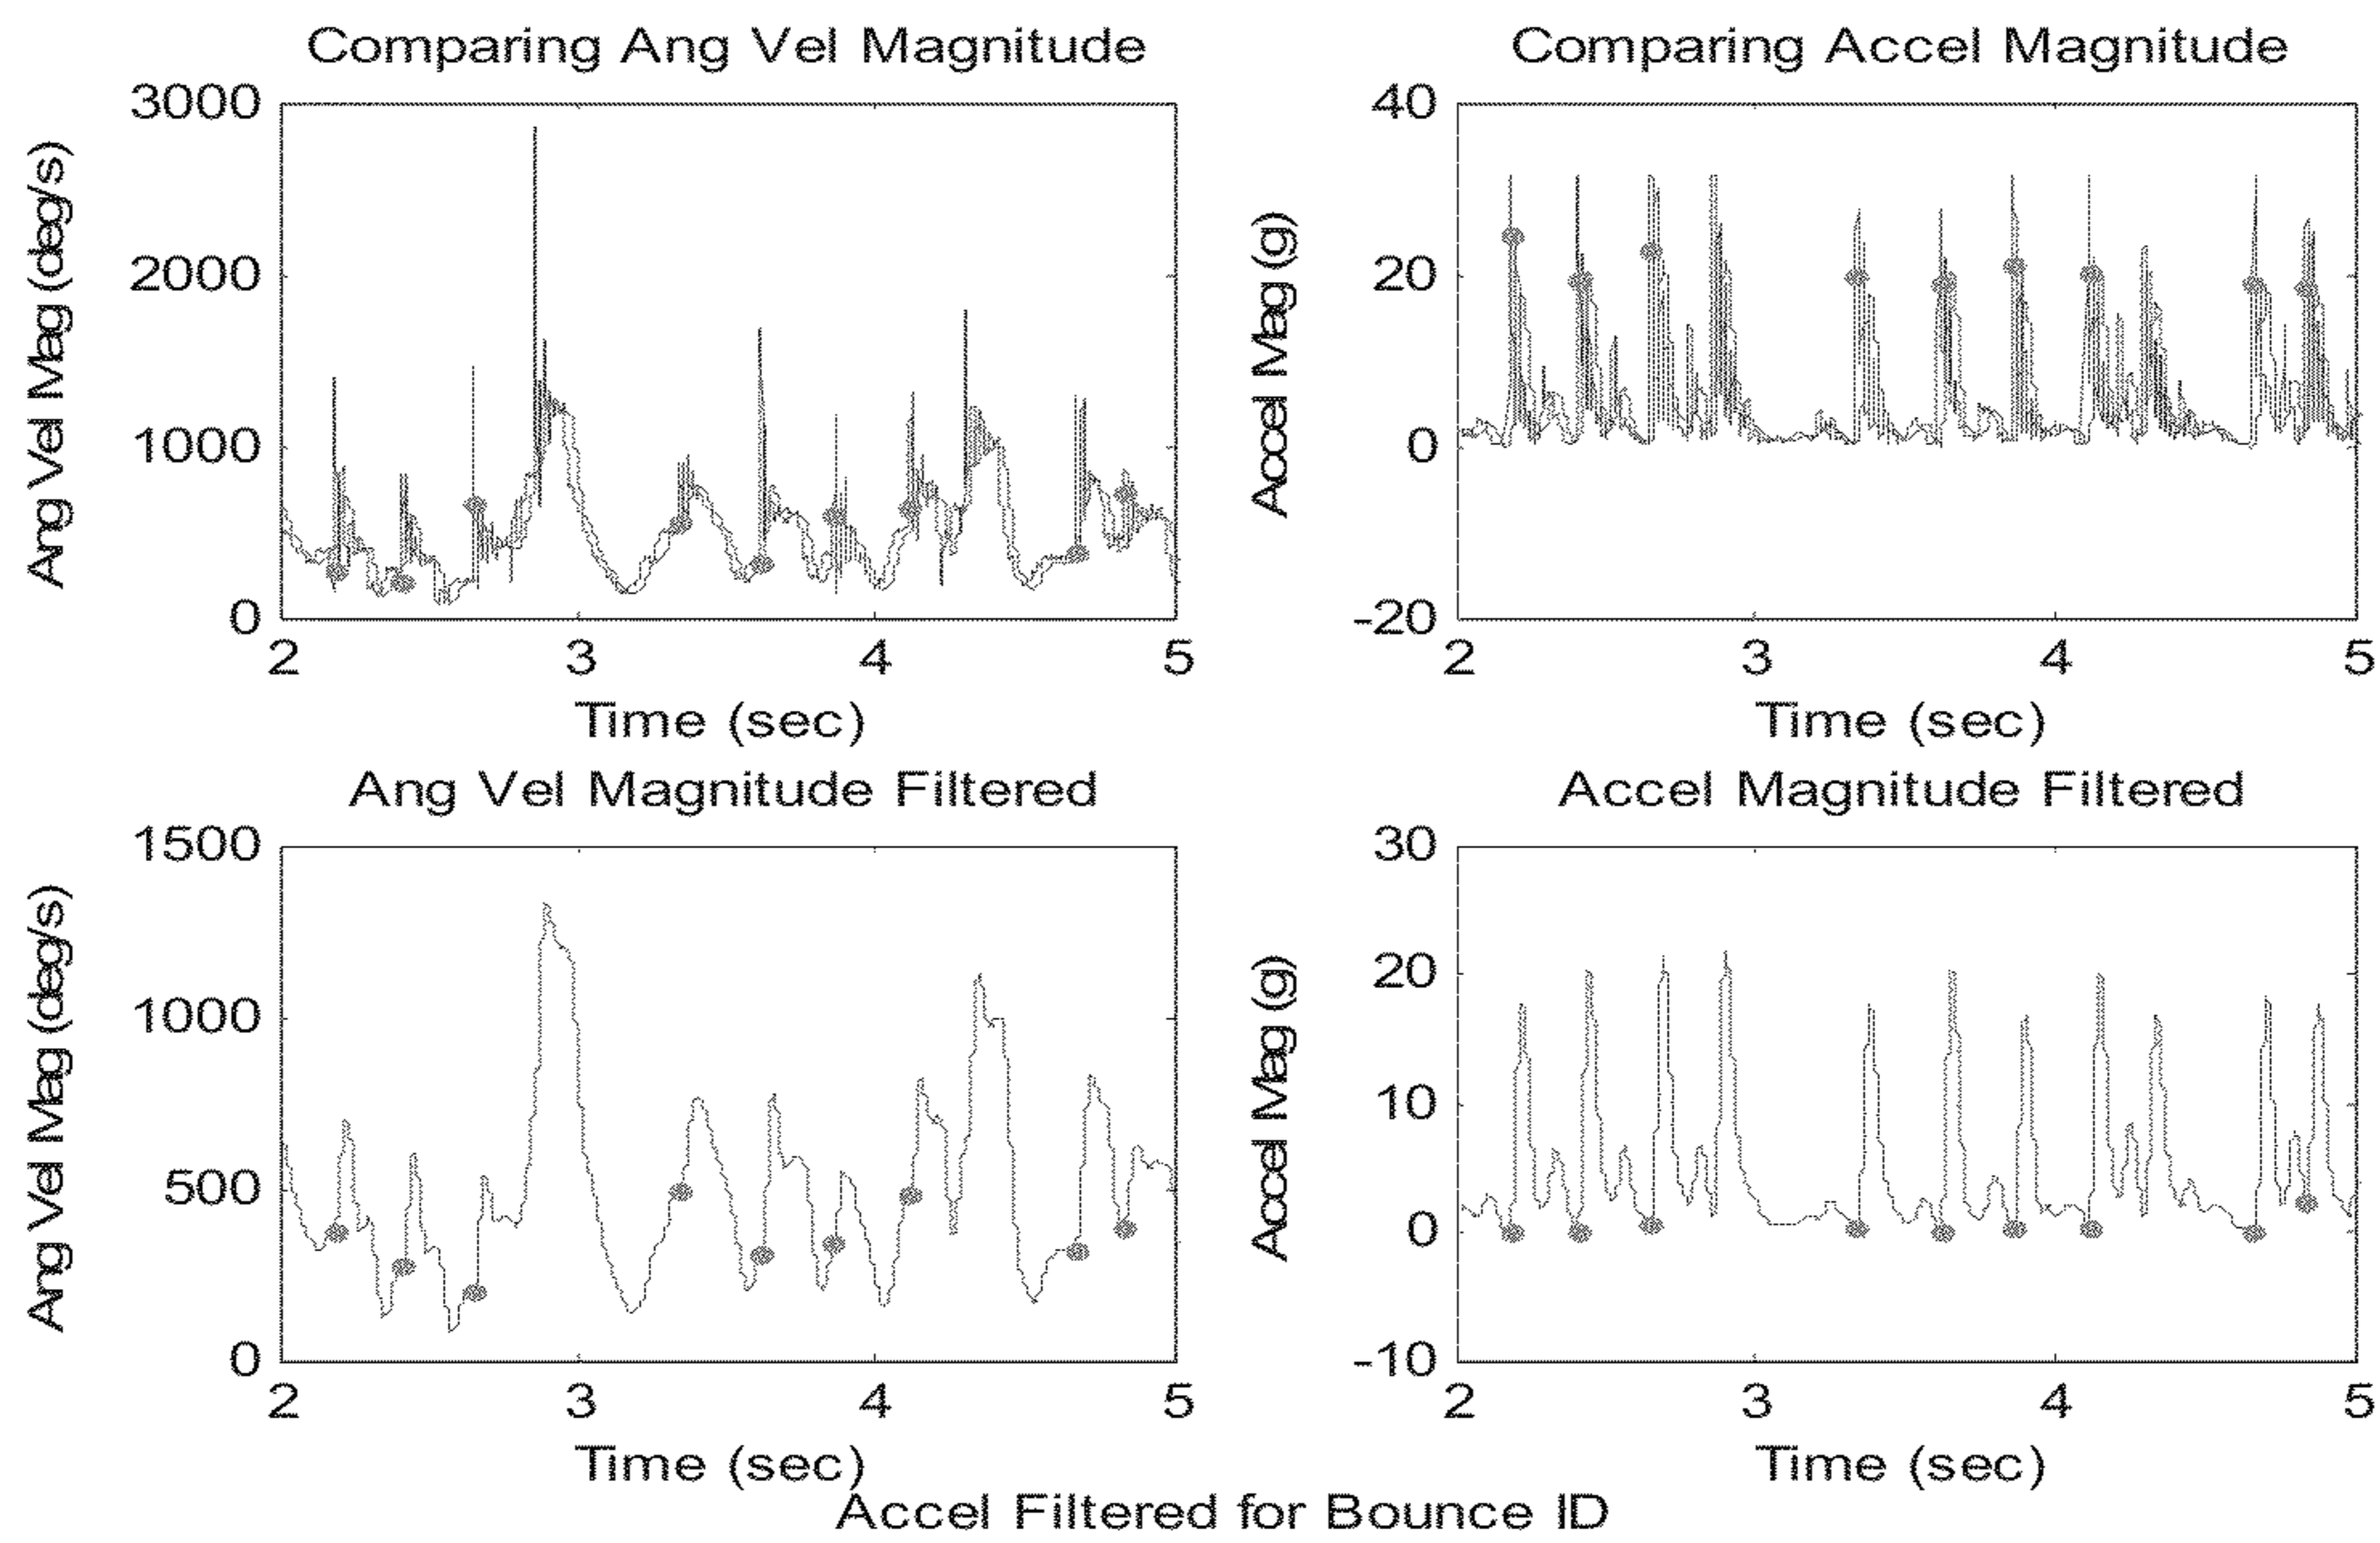 Comparing Ang Vel Magnitude
Ang Vel Mag (deg/s)
3000
2000
1000
0
2 3 4 5
Time (sec)
Comparing Accel Magnitude
Accel Mag (g)
40
20
0
-20
2 3 4 5
Time (sec)
Ang Vel Magnitude Filtered
Ang Vel Mag (deg/s)
1500
1000
500
0
2 3 4 5
Time (sec)
Accel Magnitude Filtered
Accel Mag (g)
30
20
10
0
-10
2 3 4 5
Time (sec)
Accel Filtered for Bounce ID